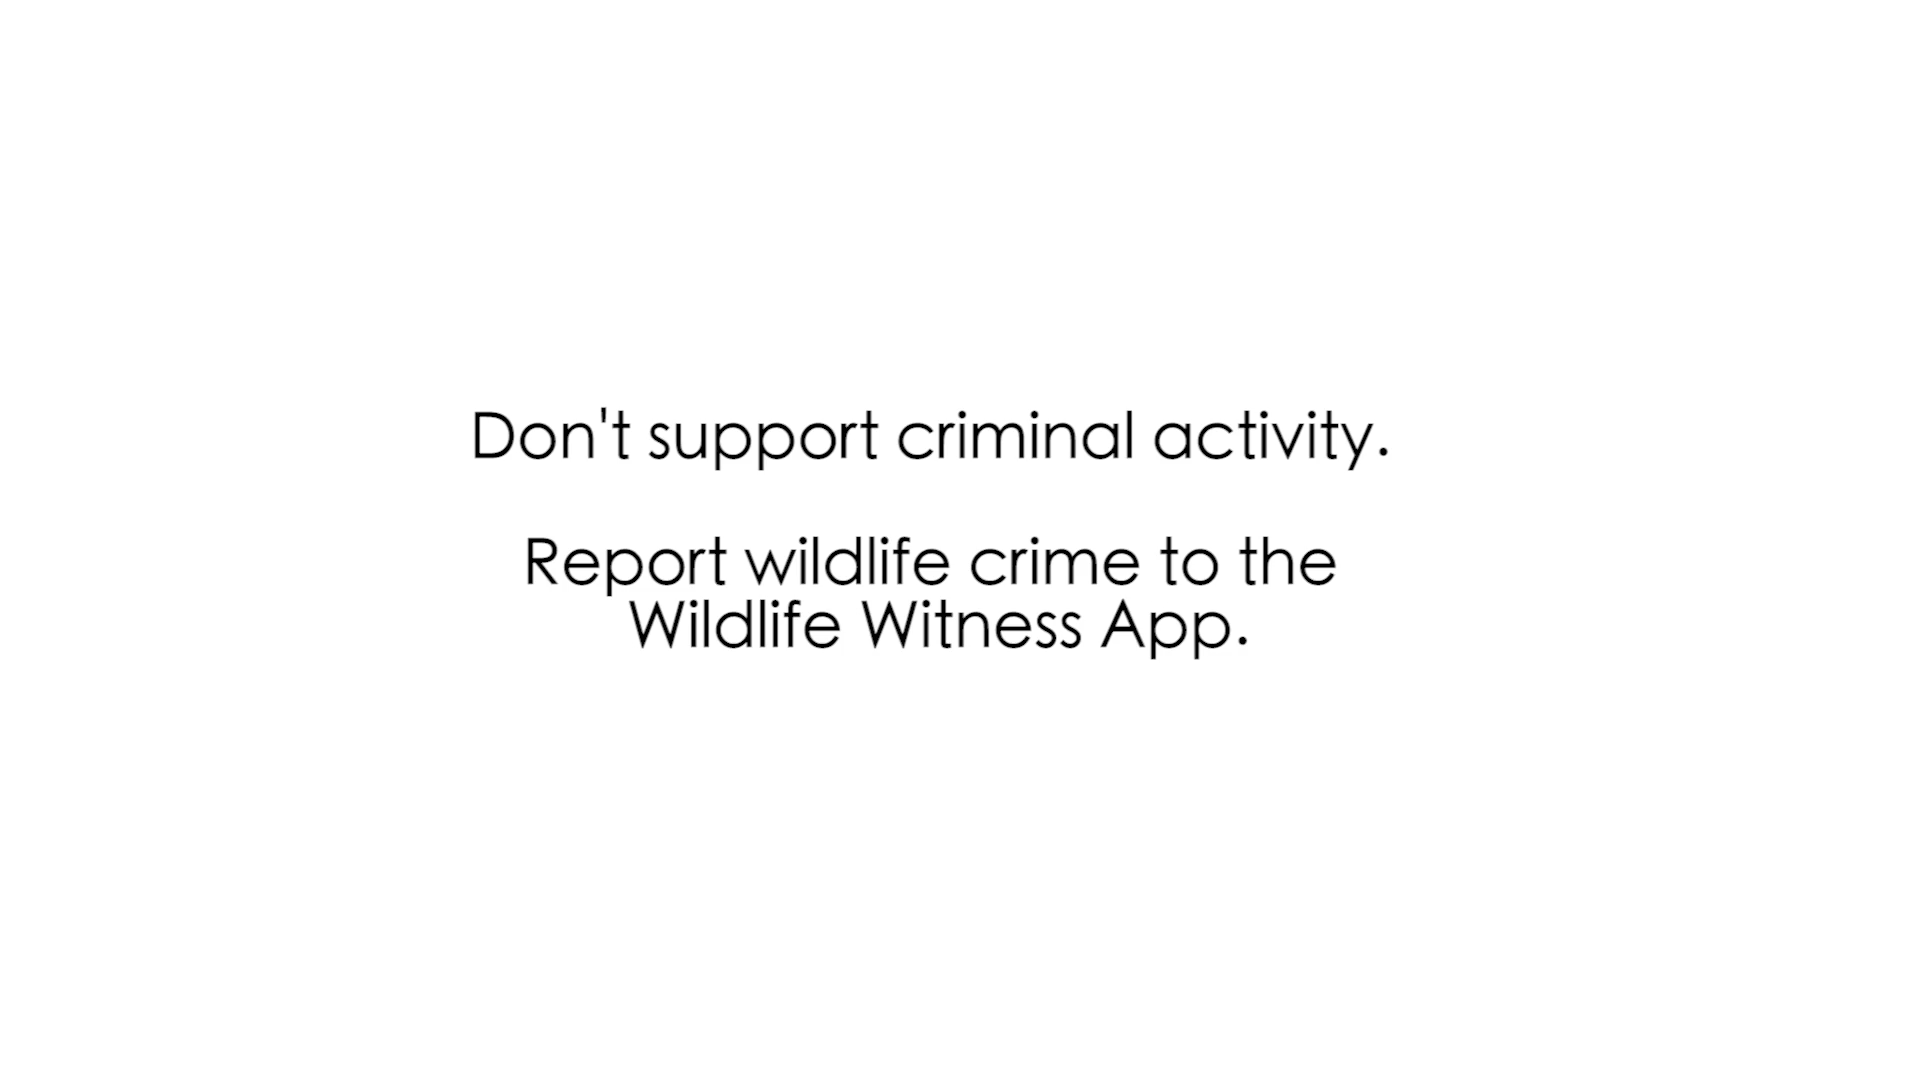 Don't support criminal activity.
Report wildlife crime to the
Wildlife Witness App.